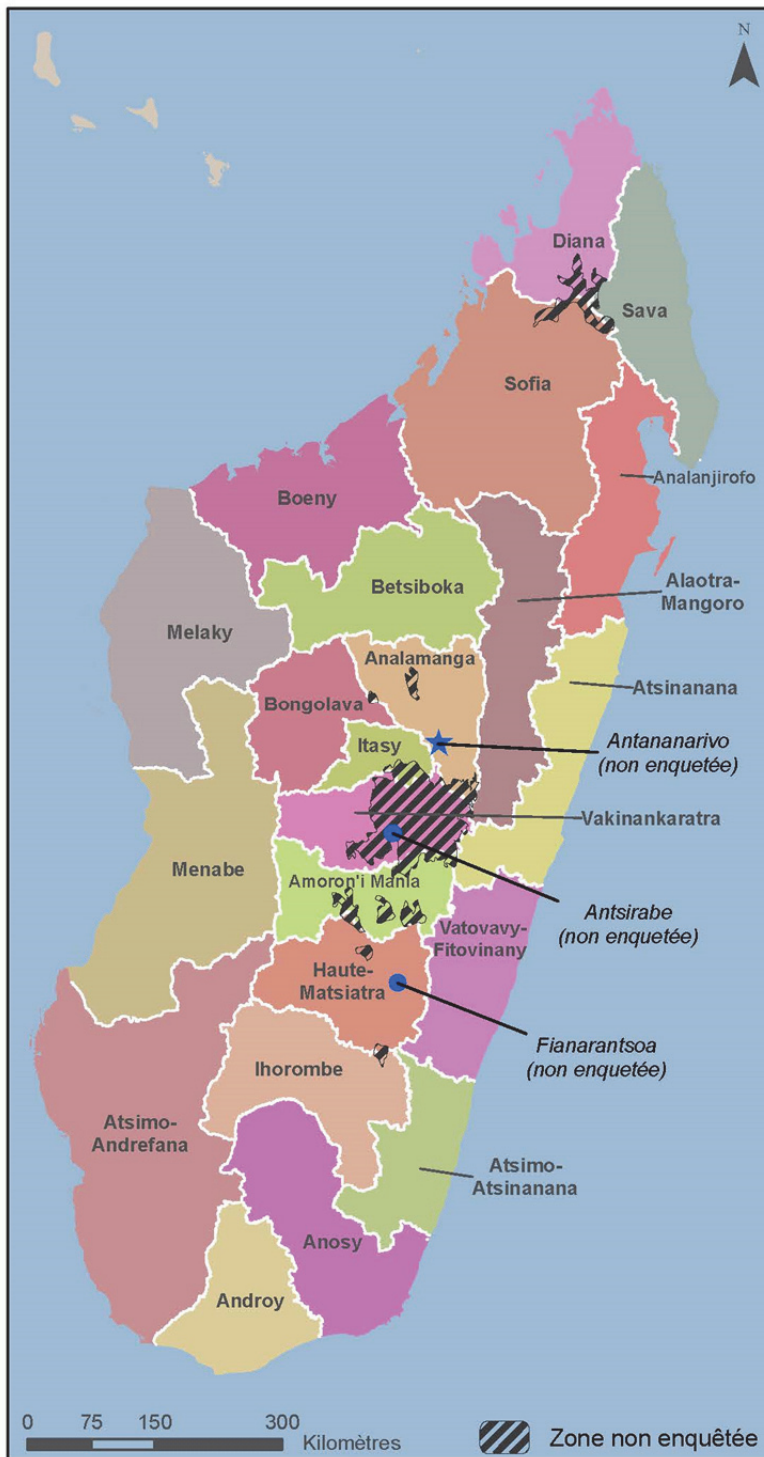 N
Diana
Sava
Sofia
Analanjirofo
Boeny
Betsiboka
Alaotra-
Mangoro
Melaky
Analamanga
Atsinanana
Bongolava
Itasy
Antananarivo
(non enquetée)
Vakinankaratra
Menabe
Amoron'i Mania
Antsirabe
(non enquetée)
Vatovavy-
Fitovinany
Haute-
Matsiatra
Fianarantsoa
(non enquetée)
Ihorombe
Atsimo-
Andrefana
Atsimo-
Atsinanana
Anosy
Androy
0 75 150 300
Kilomètres
Zone non enquêtée